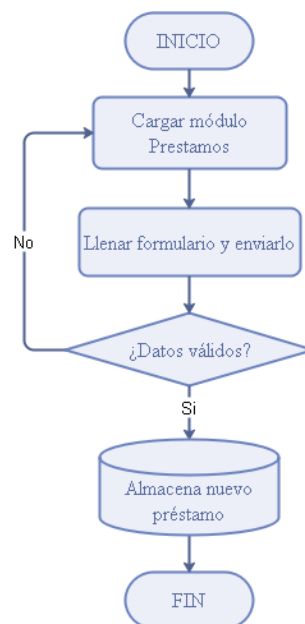 INICIO
Cargar módulo
Prestamos
Llenar formulario y enviarlo
No
¿Datos válidos?
Si
Almacena nuevo
préstamo
FIN